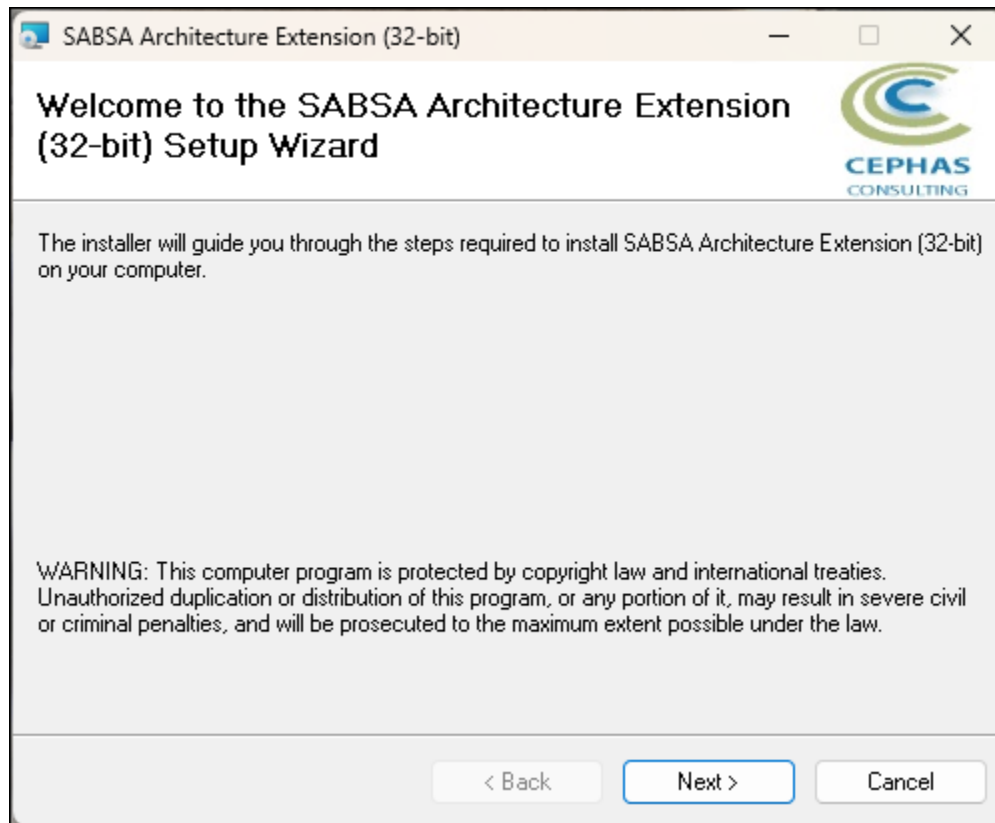 SABSA Architecture Extension (32-bit)
Welcome to the SABSA Architecture Extension
(32-bit) Setup Wizard
CEPHAS
CONSULTING
The installer will guide you through the steps required to install SABSA Architecture Extension (32-bit)
on your computer.
WARNING: This computer program is protected by copyright law and international treaties.
Unauthorized duplication or distribution of this program, or any portion of it, may result in severe civil
or criminal penalties, and will be prosecuted to the maximum extent possible under the law.
< Back Next > Cancel